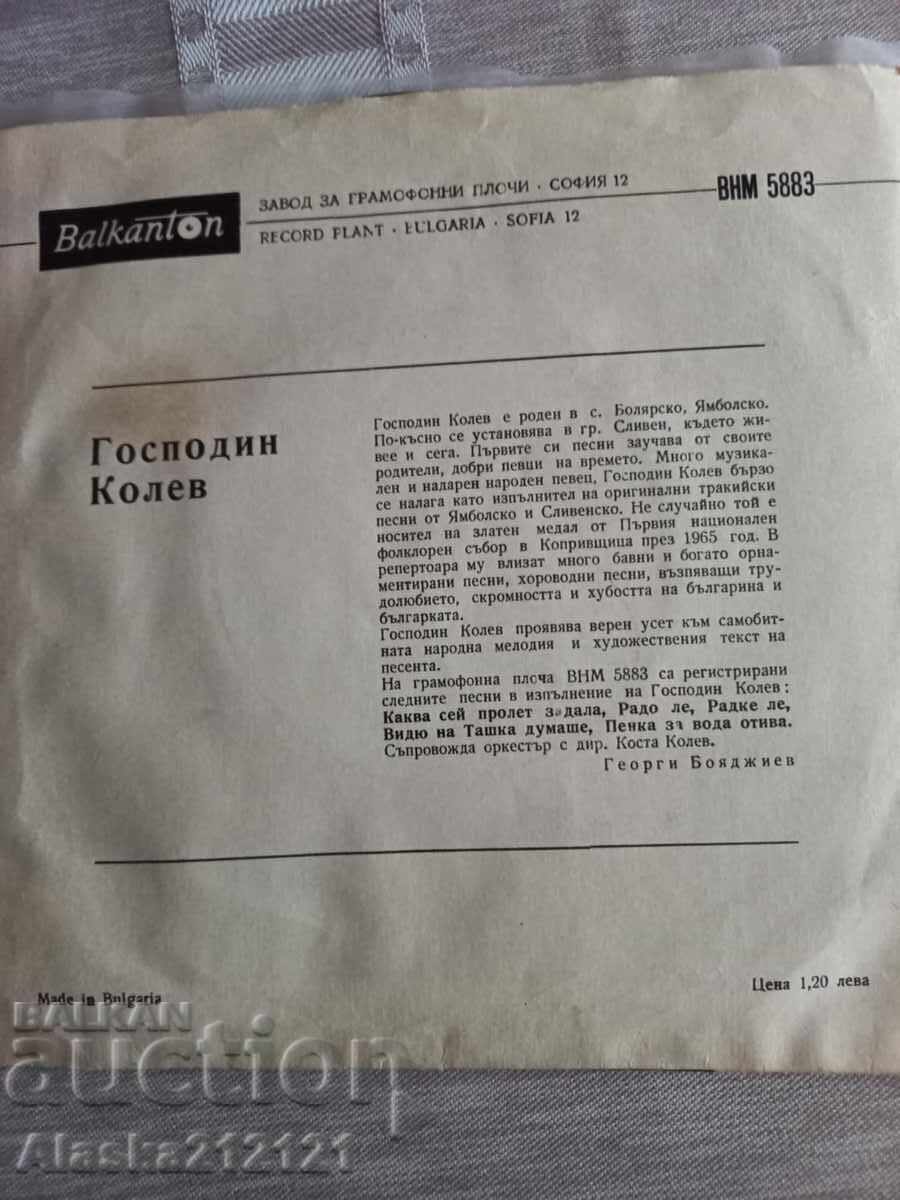 Balkanton
ЗАВОД ЗА ГРАМОФОННИ ПЛОЧИ · СОФИЯ 12
RECORD PLANT · BULGARIA · SOFIA 12
ВНМ 5883
Господин
Колев
Господин Колев е роден в с. Болярско, Ямболско.
По-късно се установява в гр. Сливен, където жи-
вее и сега. Първите си песни заучава от своите
родители, добри певци на времето. Много музика-
лен и надарен народен певец, Господин Колев бързо
се налага като изпълнител на оригинални тракийски
песни от Ямболско и Сливенско. Не случайно той е
носител на златен медал от Първия национален
фолклорен събор в Копривщица през 1965 год. В
репертоара му влизат много бавни и богато орна-
ментирани песни, хороводни песни, възпяващи тру-
долюбието, скромността и хубостта на българина и
българката.
Господин Колев проявява верен усет към самобит-
ната народна мелодия и художествения текст на
песента.
На грамофонна плоча ВНМ 5883 са регистрирани
следните песни в изпълнение на Господин Колев:
Каква сей пролет задала, Радо ле, Радке ле,
Видю на Ташка думаше, Пенка за вода отива.
Съпровожда оркестър с дир. Коста Колев.
Георги Бояджиев
Made in Bulgaria
Цена 1,20 лева
BALKAN
auction
Alaska212121